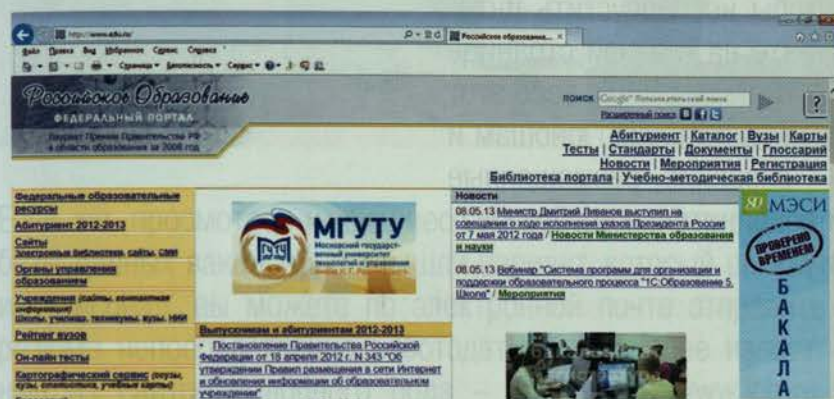 http://www.edu.ru/
Российское образование...
Файл Правка Вид Избранное Сервис Справка
Страница Безопасность Сервис
Российское Образование
ФЕДЕРАЛЬНЫЙ ПОРТАЛ
Лауреат Премии Правительства РФ
в области образования за 2008 год
ПОИСК Google™ Пользовательский поиск
Расширенный поиск
?
Абитуриент | Каталог | Вузы | Карты
Тесты | Стандарты | Документы | Глоссарий
Новости | Мероприятия | Регистрация
Библиотека портала | Учебно-методическая библиотека
Федеральные образовательные
ресурсы
Абитуриент 2012-2013
Сайты
Электронные библиотеки, сайты, СМИ
Органы управления
образованием
Учреждения (сайты, контактная
информация)
Школы, училища, техникумы, вузы, НИИ
Рейтинг вузов
Он-лайн тесты
Картографический сервис (вузы,
ссузы, статистика, учебные карты)
МГУТУ
Московский государст-
венный университет
технологий и управления
Выпускникам и абитуриентам 2012-2013
• Постановление Правительства Российской
Федерации от 18 апреля 2012 г. N 343 "Об
утверждении Правил размещения в сети Интернет
и обновления информации об образовательном
учреждении"
Новости
08.05.13 Министр Дмитрий Ливанов выступил на
совещании о ходе исполнения указов Президента России
от 7 мая 2012 года / Новости Министерства образования
и науки
08.05.13 Вебинар "Система программ для организации и
поддержки образовательного процесса "1С:Образование 5.
Школа" / Мероприятия
80 МЭСИ
ПРОВЕРЕНО
ВРЕМЕНЕМ
Б
А
К
А
Л
А